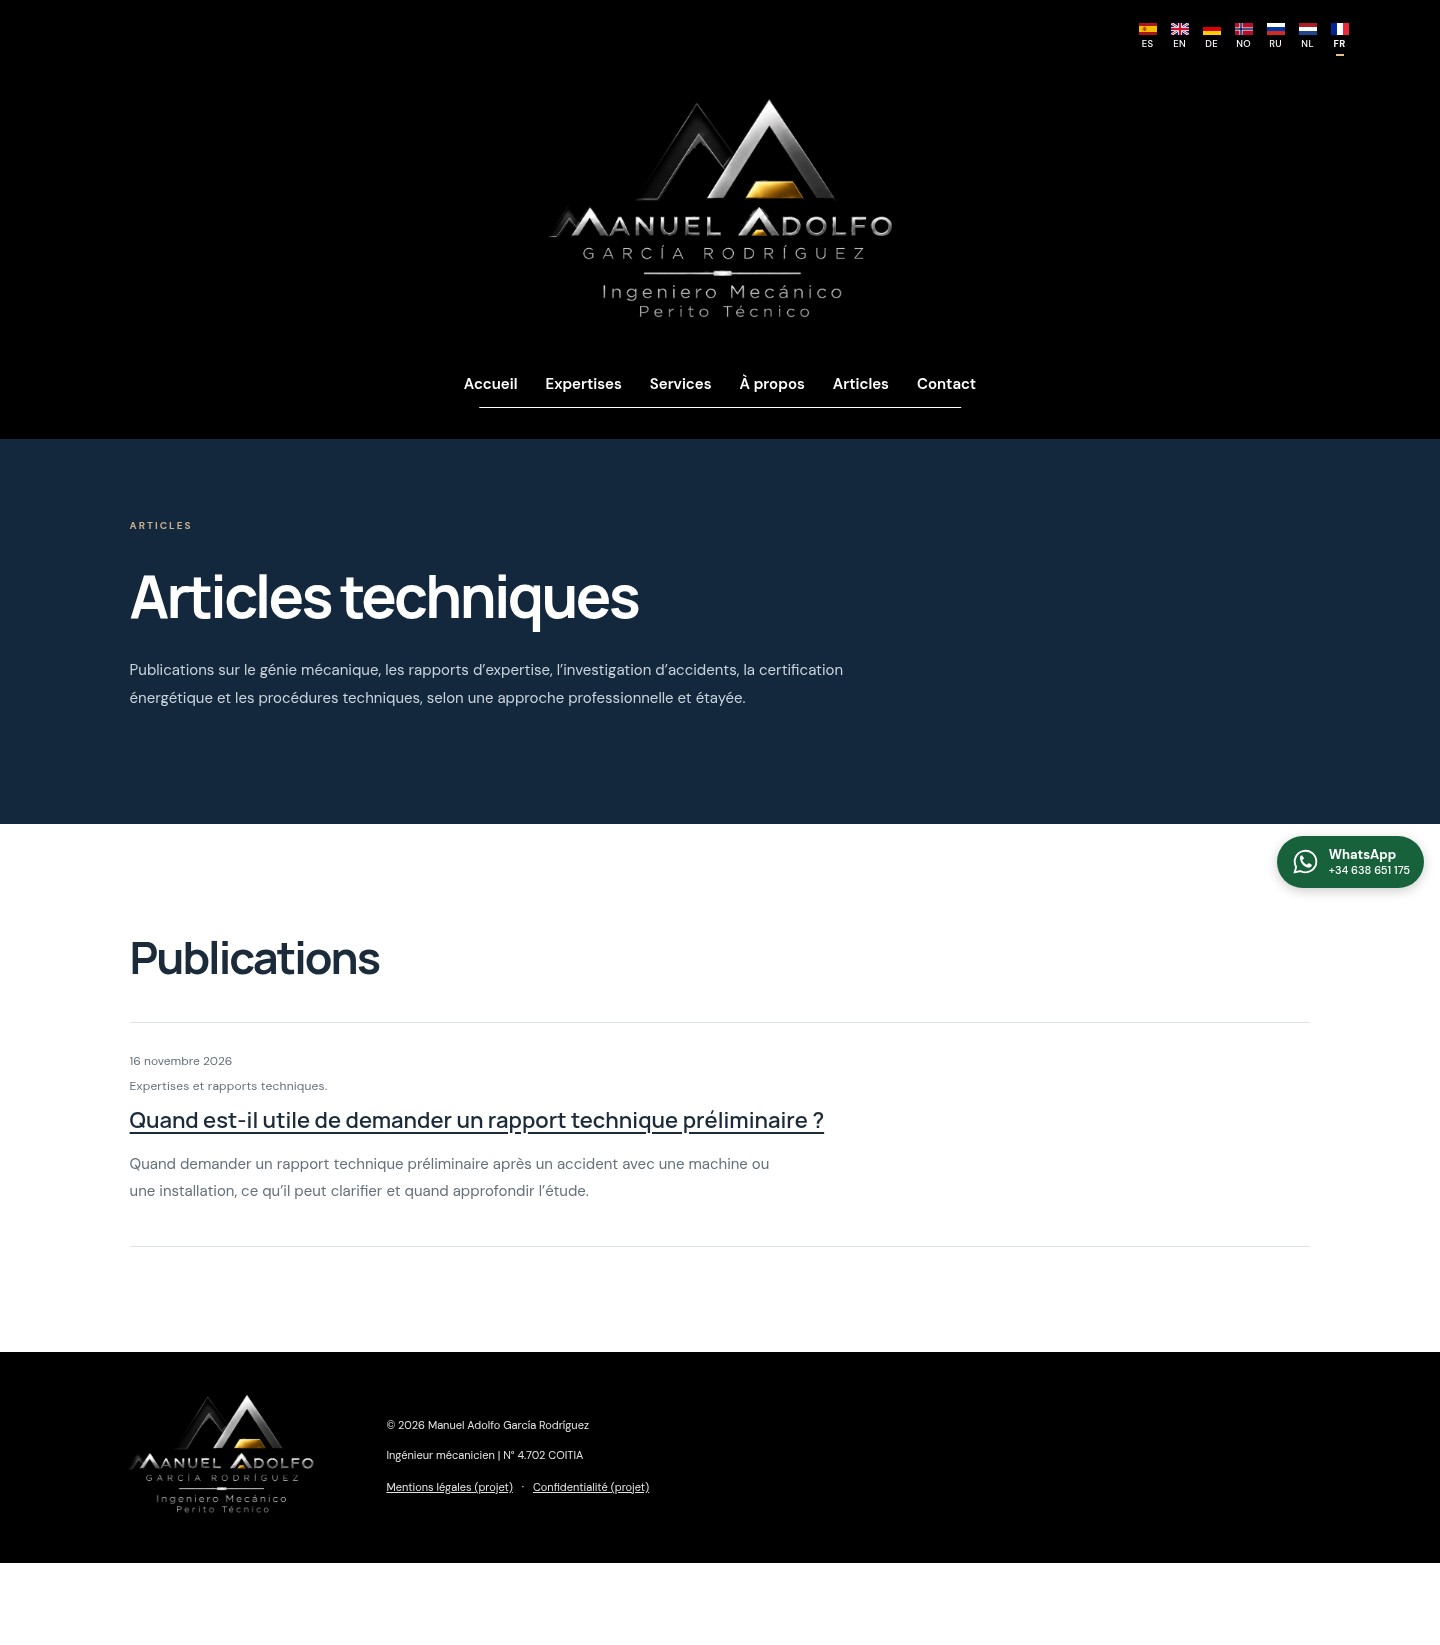 ES EN DE NO RU NL FR
MANUEL ADOLFO
GARCÍA RODRÍGUEZ
Ingeniero Mecánico
Perito Técnico
Accueil Expertises Services À propos Articles Contact
ARTICLES
Articles techniques
Publications sur le génie mécanique, les rapports d’expertise, l’investigation d’accidents, la certification
énergétique et les procédures techniques, selon une approche professionnelle et étayée.
WhatsApp
+34 638 651 175
Publications
16 novembre 2026
Expertises et rapports techniques.
Quand est-il utile de demander un rapport technique préliminaire ?
Quand demander un rapport technique préliminaire après un accident avec une machine ou
une installation, ce qu’il peut clarifier et quand approfondir l’étude.
MANUEL ADOLFO
GARCÍA RODRÍGUEZ
Ingeniero Mecánico
Perito Técnico
© 2026 Manuel Adolfo García Rodríguez
Ingénieur mécanicien | N° 4.702 COITIA
Mentions légales (projet) · Confidentialité (projet)